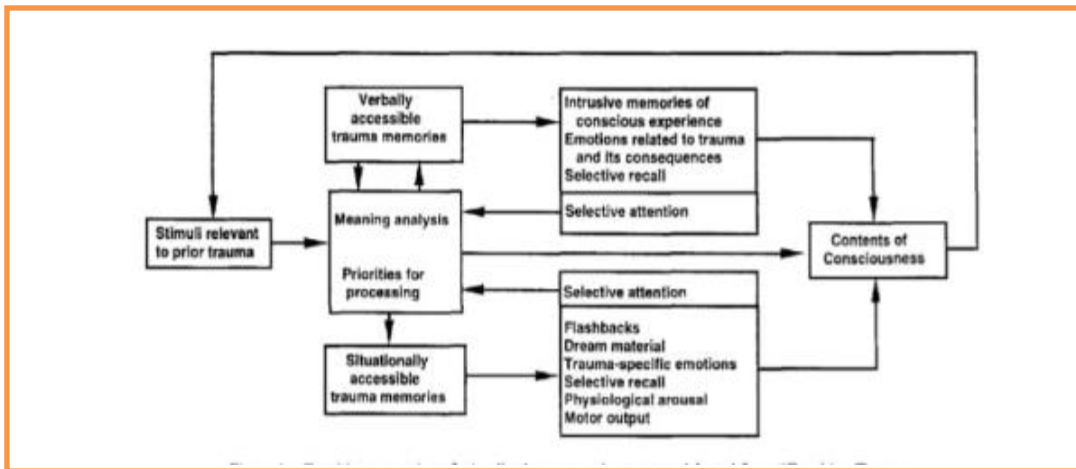 Verbally
accessible
trauma memories
Intrusive memories of
conscious experience
Emotions related to trauma
and its consequences
Selective recall
Selective attention
Stimuli relevant
to prior trauma
Meaning analysis
Priorities for
processing
Contents of
Consciousness
Selective attention
Flashbacks
Dream material
Trauma-specific emotions
Selective recall
Physiological arousal
Motor output
Situationally
accessible
trauma memories